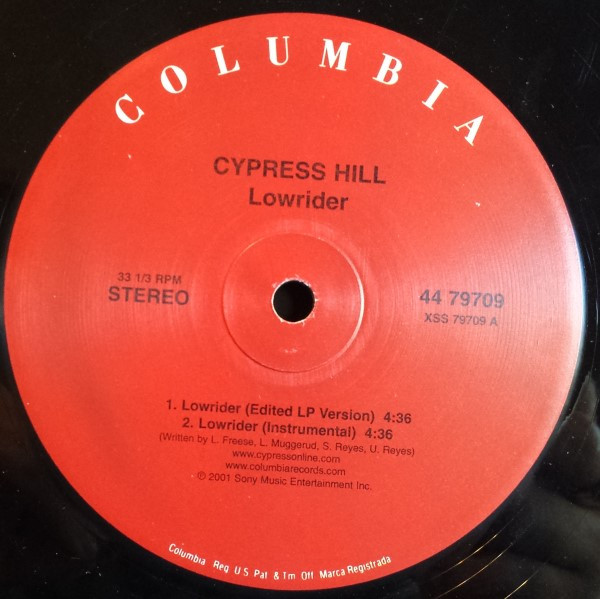 COLUMBIA
CYPRESS HILL
Lowrider
33 1/3 RPM
STEREO
44 79709
XSS 79709 A
1. Lowrider (Edited LP Version) 4:36
2. Lowrider (Instrumental) 4:36
(Written by L. Freese, L. Muggerud, S. Reyes, U. Reyes)
www.cypressonline.com
www.columbiarecords.com
© 2001 Sony Music Entertainment Inc.
Columbia Reg U S Pat & Tm Off Marca Registrada